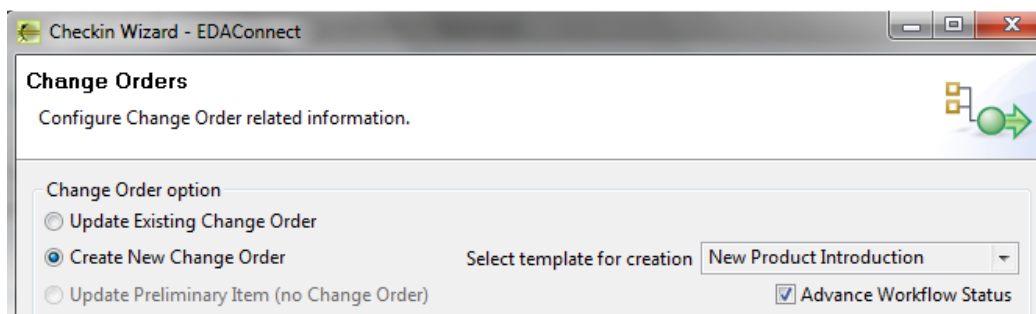 Checkin Wizard - EDAConnect
Change Orders
Configure Change Order related information.
Change Order option
Update Existing Change Order
Create New Change Order Select template for creation New Product Introduction
Update Preliminary Item (no Change Order) Advance Workflow Status